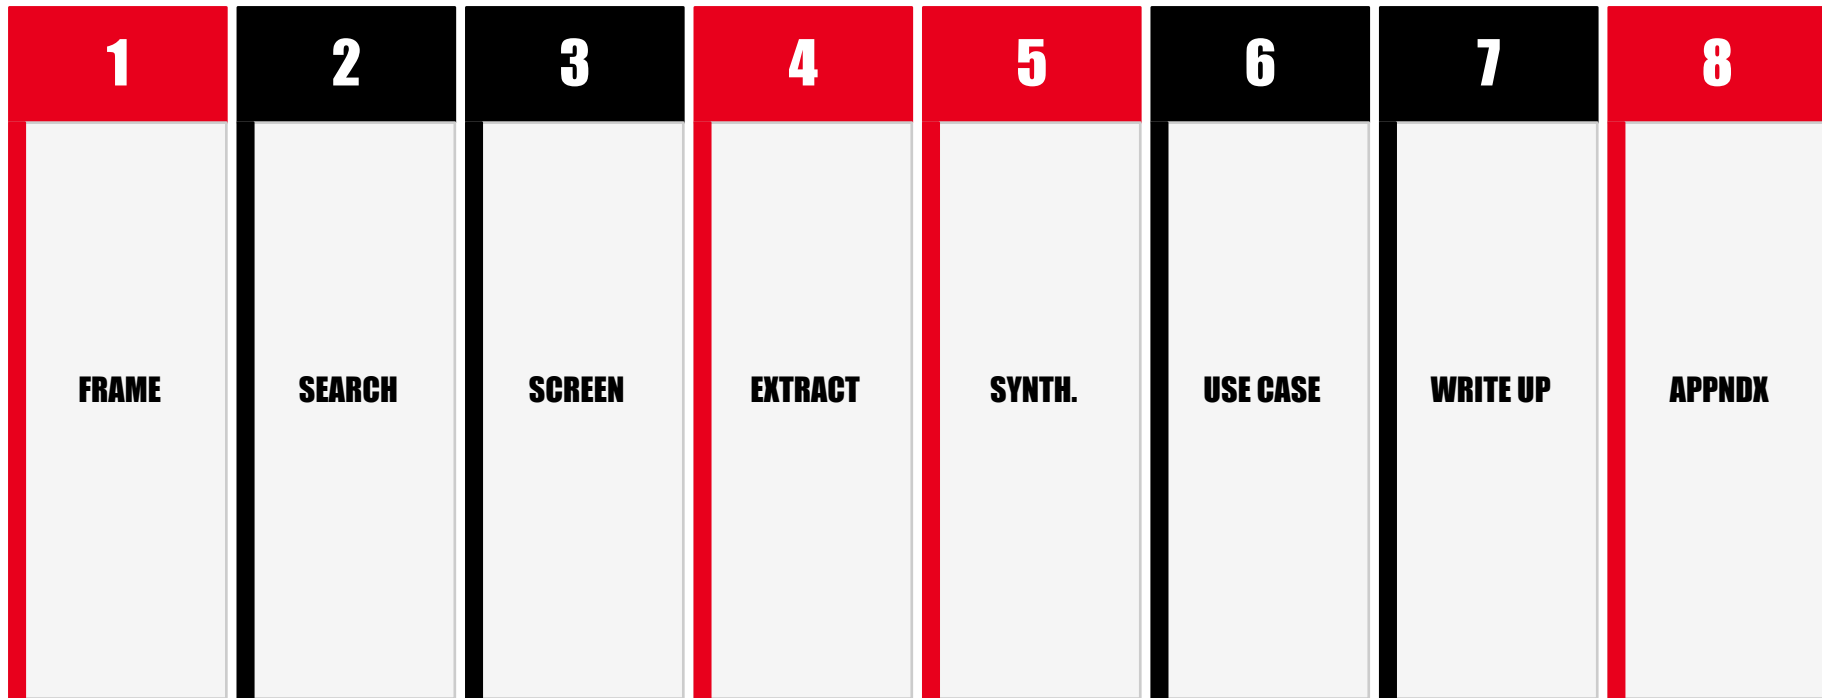 1 2 3 4 5 6 7 8
FRAME SEARCH SCREEN EXTRACT SYNTH. USE CASE WRITE UP APPNDX